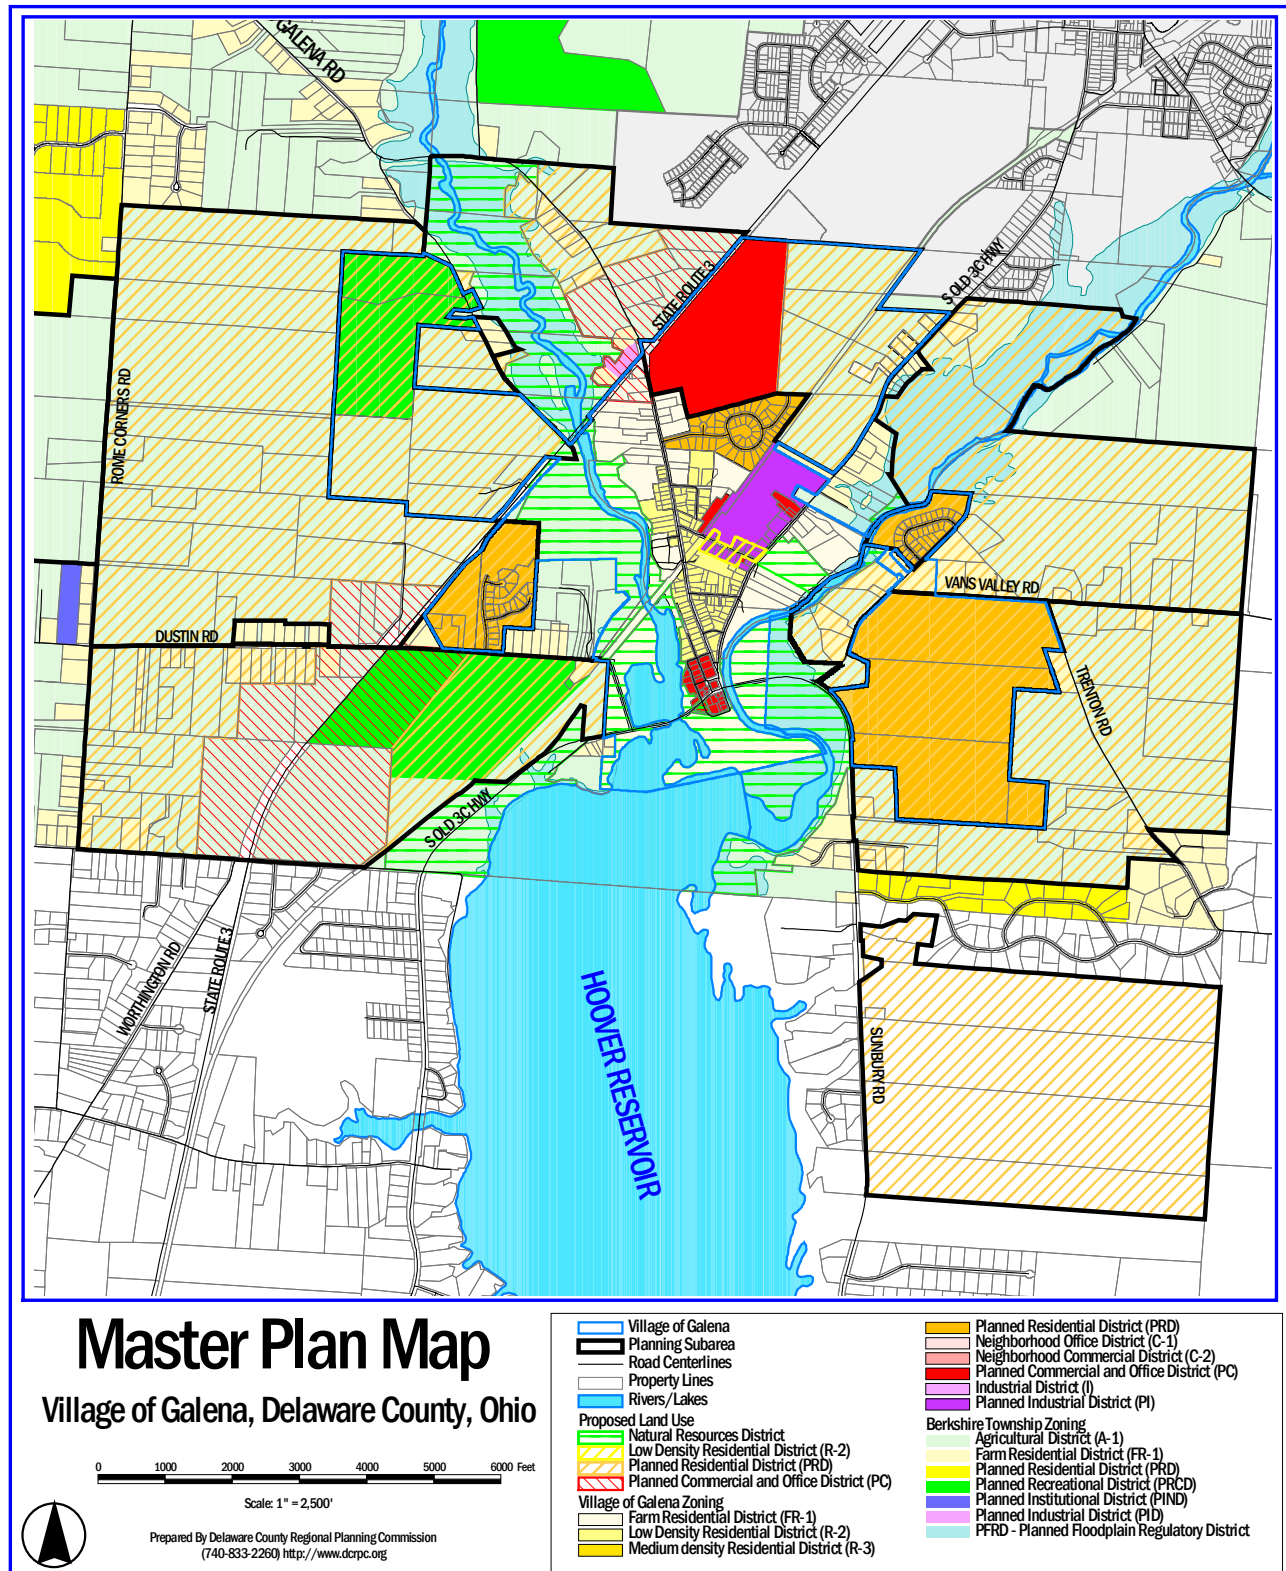 GALENA RD
STATE ROUTE 3
S OLD 3C HWY
ROME CORNERS RD
VANS VALLEY RD
DUSTIN RD
TRENTON RD
S OLD 3C HWY
WORTHINGTON RD
STATE ROUTE 3
HOOVER RESERVOIR
SUNBURY RD
Master Plan Map
Village of Galena, Delaware County, Ohio
0 1000 2000 3000 4000 5000 6000 Feet
Scale: 1" = 2,500'
Prepared By Delaware County Regional Planning Commission
(740-833-2260) http://www.dcrpc.org
Village of Galena
Planning Subarea
Road Centerlines
Property Lines
Rivers/Lakes
Proposed Land Use
Natural Resources District
Low Density Residential District (R-2)
Planned Residential District (PRD)
Planned Commercial and Office District (PC)
Village of Galena Zoning
Farm Residential District (FR-1)
Low Density Residential District (R-2)
Medium density Residential District (R-3)
Planned Residential District (PRD)
Neighborhood Office District (C-1)
Neighborhood Commercial District (C-2)
Planned Commercial and Office District (PC)
Industrial District (I)
Planned Industrial District (PI)
Berkshire Township Zoning
Agricultural District (A-1)
Farm Residential District (FR-1)
Planned Residential District (PRD)
Planned Recreational District (PRCD)
Planned Institutional District (PIND)
Planned Industrial District (PID)
PFRD - Planned Floodplain Regulatory District